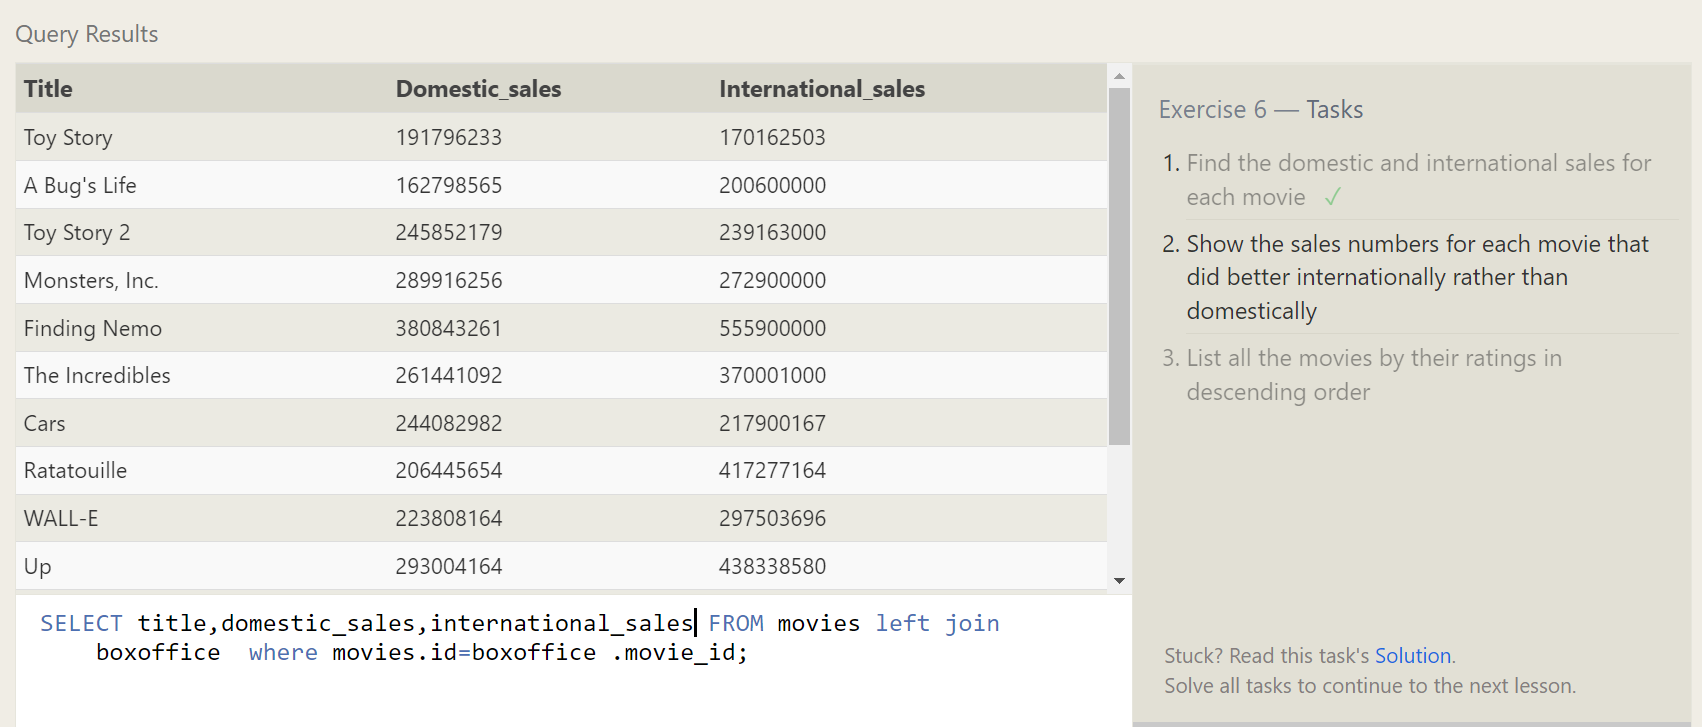 Query Results
Title Domestic_sales International_sales
Toy Story 191796233 170162503
A Bug's Life 162798565 200600000
Toy Story 2 245852179 239163000
Monsters, Inc. 289916256 272900000
Finding Nemo 380843261 555900000
The Incredibles 261441092 370001000
Cars 244082982 217900167
Ratatouille 206445654 417277164
WALL-E 223808164 297503696
Up 293004164 438338580
SELECT title,domestic_sales,international_sales FROM movies left join
boxoffice  where movies.id=boxoffice .movie_id;
Exercise 6 — Tasks
1. Find the domestic and international sales for
each movie ✓
2. Show the sales numbers for each movie that
did better internationally rather than
domestically
3. List all the movies by their ratings in
descending order
Stuck? Read this task's Solution.
Solve all tasks to continue to the next lesson.